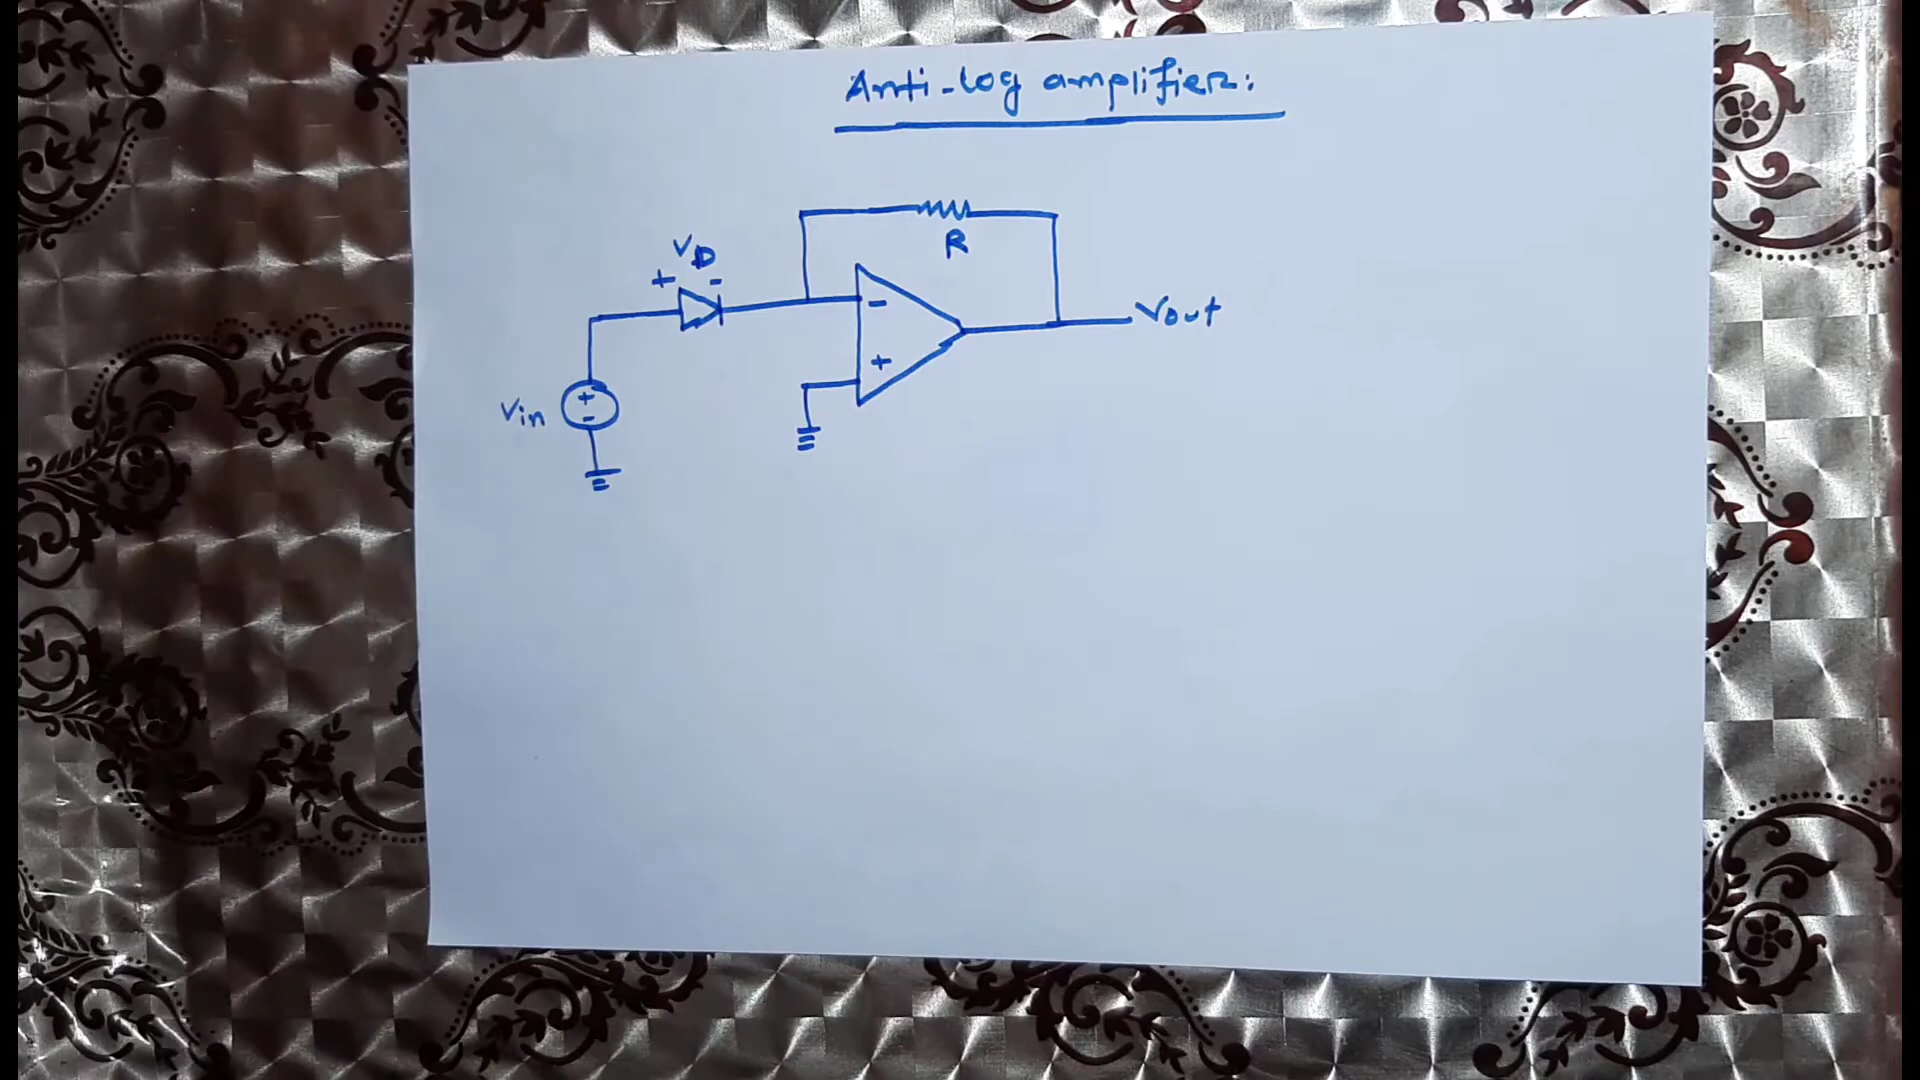 Anti-log amplifier:
R
VD
+ -
-
Vout
+
Vin
+
-